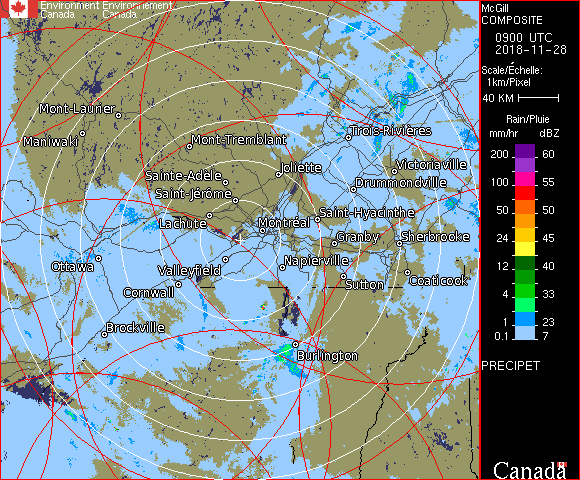 Environment Environnement
Canada Canada
Mont-Laurier
Maniwaki
Mont-Tremblant
Trois-Rivières
Joliette
Victoriaville
Sainte-Adèle
Drummondville
Saint-Jérôme
Saint-Hyacinthe
Lachute
Montréal
Granby
Sherbrooke
Ottawa
Napierville
Valleyfield
Sutton
Coaticook
Cornwall
Brockville
Burlington
McGill
COMPOSITE
0900 UTC
2018-11-28
Scale/Échelle:
1km/Pixel
40 KM
Rain/Pluie
mm/hr dBZ
200 60
100 55
50 50
24 45
12 40
4 33
1 23
0.1 7
PRECIPET
Canada